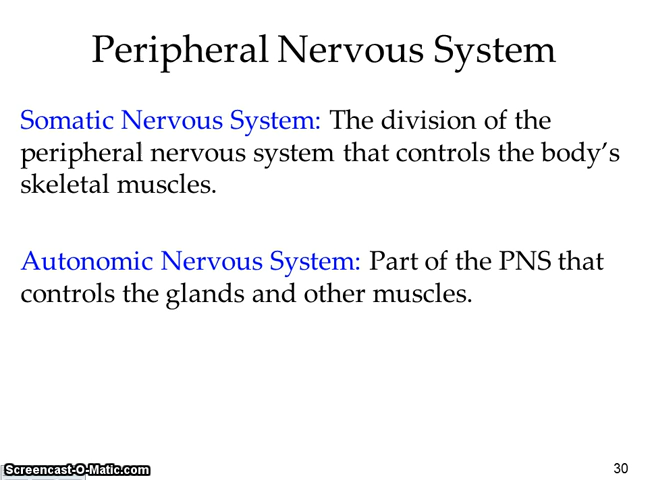 Peripheral Nervous System
Somatic Nervous System: The division of the
peripheral nervous system that controls the body’s
skeletal muscles.
Autonomic Nervous System: Part of the PNS that
controls the glands and other muscles.
Screencast-O-Matic.com
30